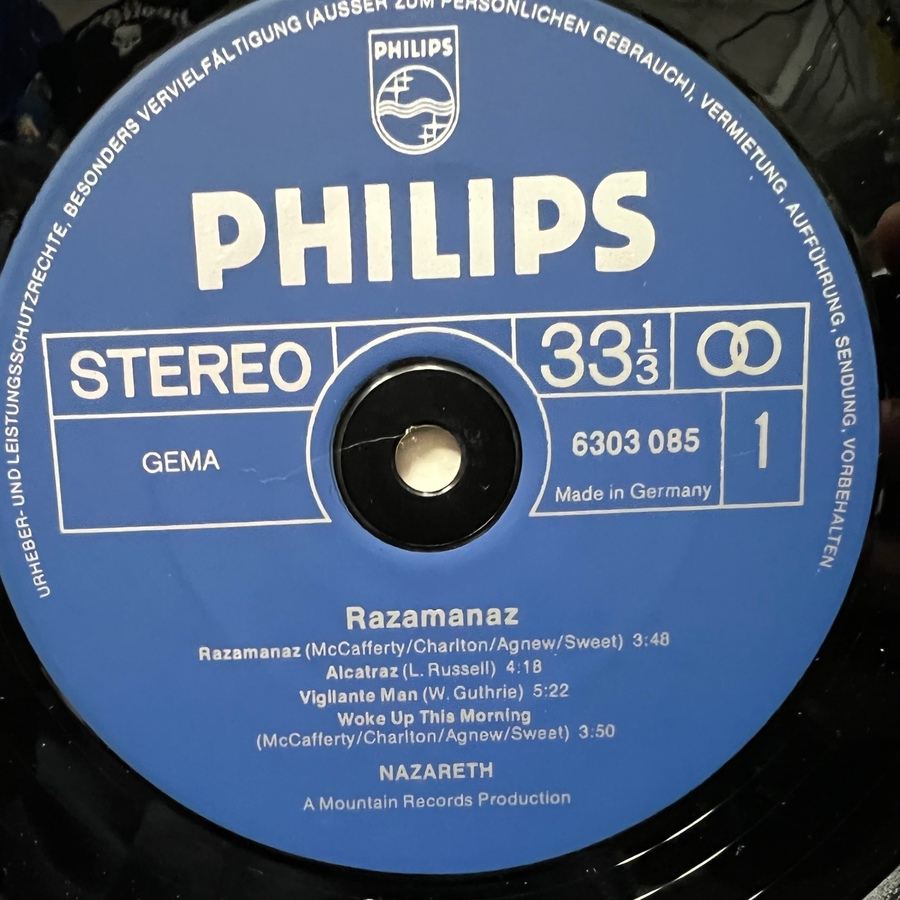 URHEBER- UND LEISTUNGSSCHUTZRECHTE, BESONDERS VERVIELFÄLTIGUNG (AUSSER ZUM PERSÖNLICHEN GEBRAUCH), VERMIETUNG, AUFFÜHRUNG, SENDUNG, VORBEHALTEN.
PHILIPS
PHILIPS
STEREO
33 1/3
GEMA
6303 085
1
Made in Germany
Razamanaz
Razamanaz (McCafferty/Charlton/Agnew/Sweet) 3:48
Alcatraz (L. Russell) 4:18
Vigilante Man (W. Guthrie) 5:22
Woke Up This Morning
(McCafferty/Charlton/Agnew/Sweet) 3:50
NAZARETH
A Mountain Records Production